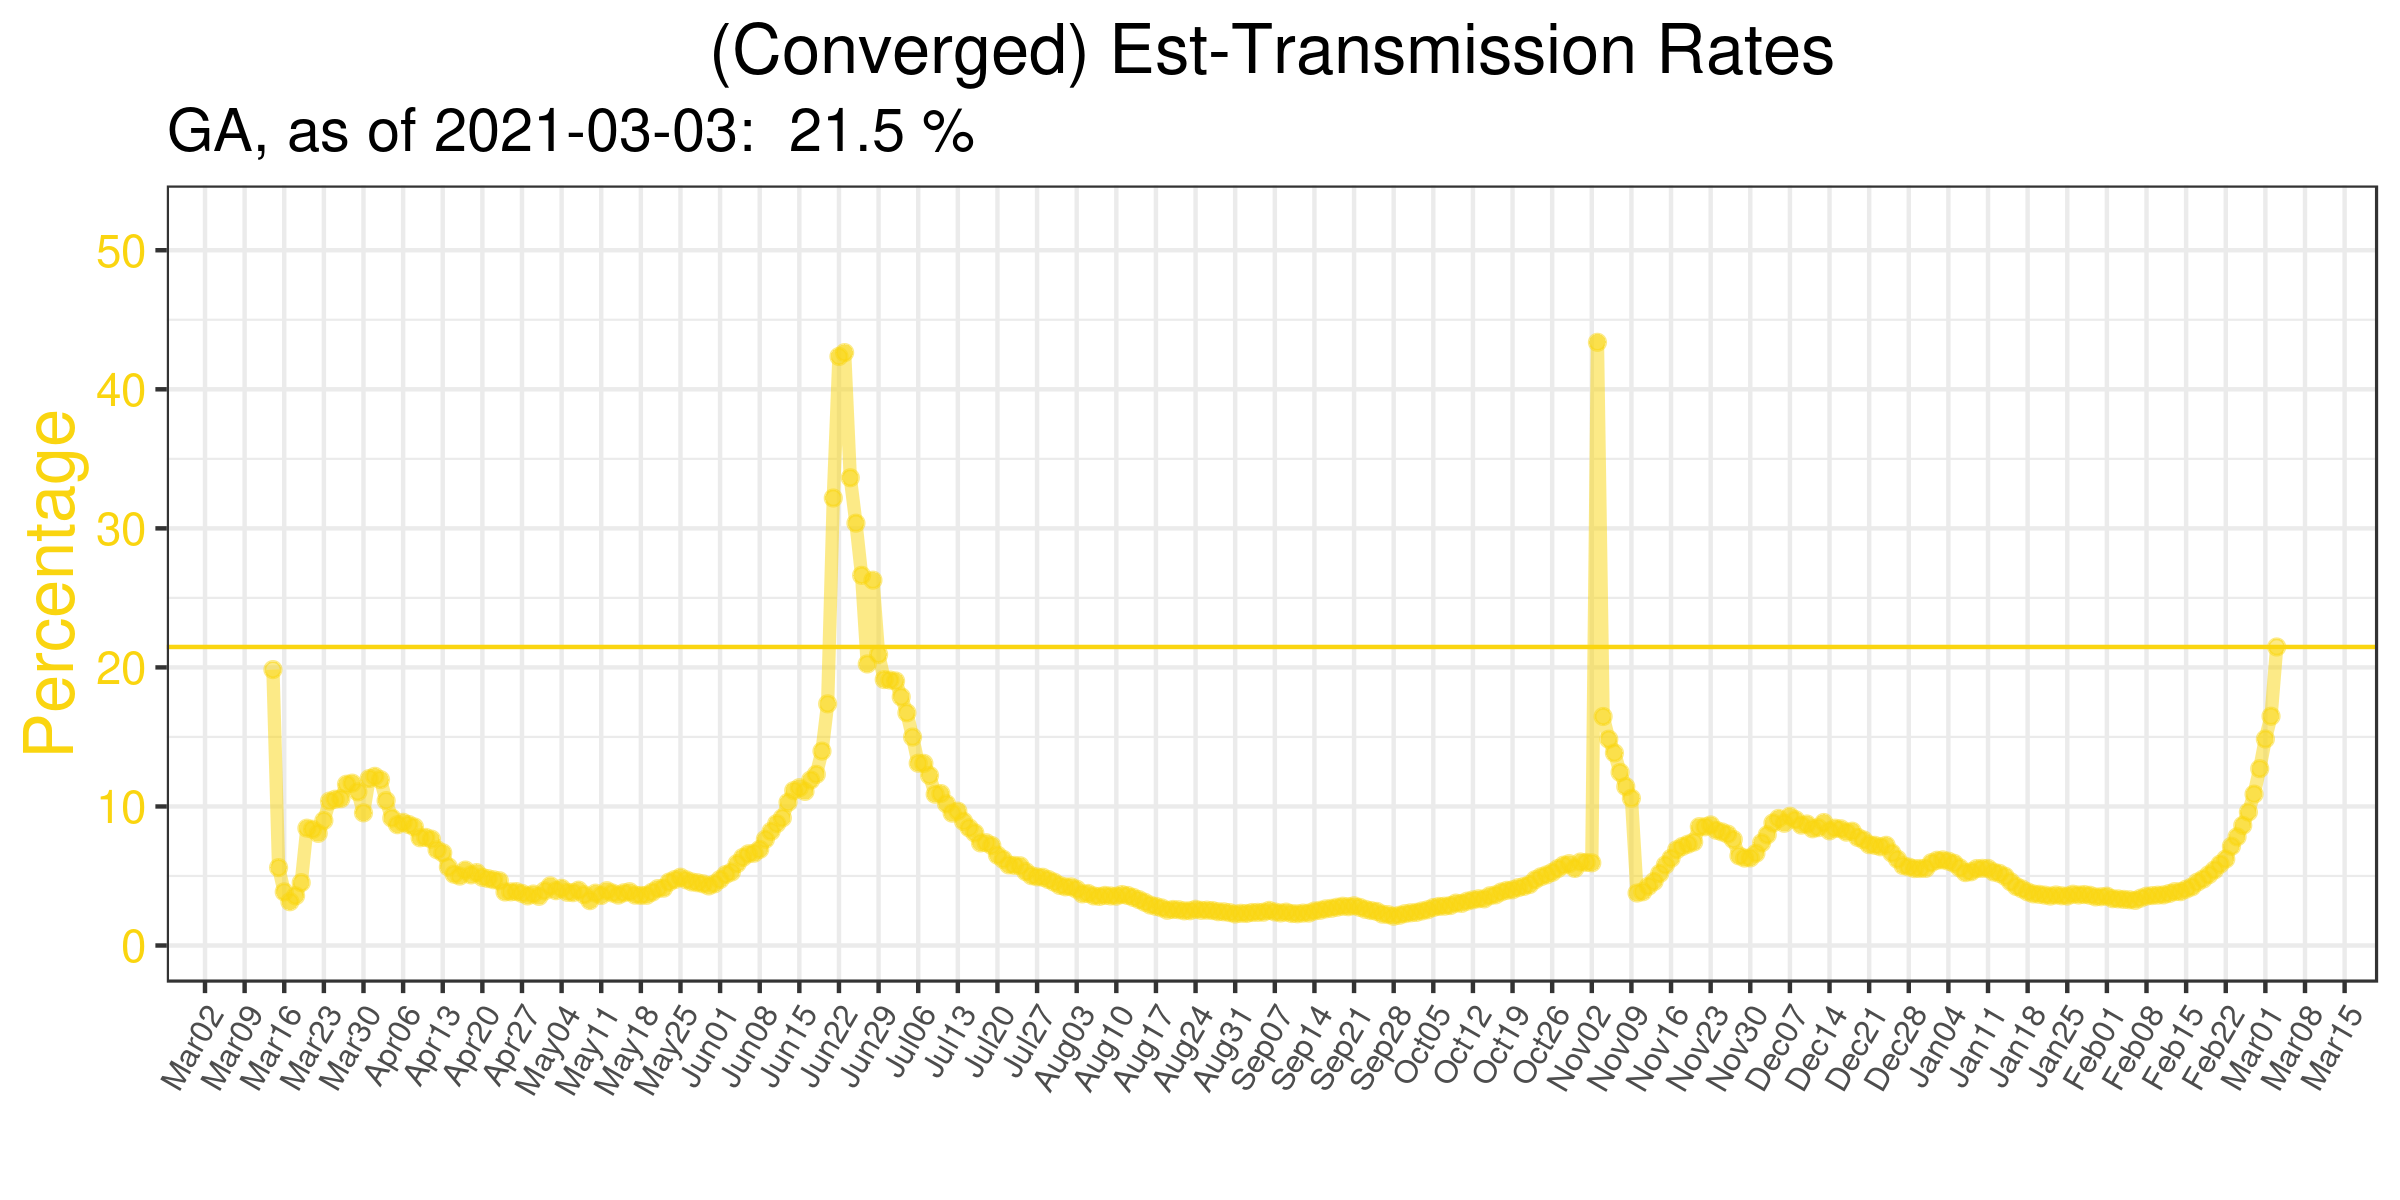 (Converged) Est-Transmission Rates
GA, as of 2021-03-03:  21.5 %
Percentage
50
40
30
20
10
0
Mar02
Mar09
Mar16
Mar23
Mar30
Apr06
Apr13
Apr20
Apr27
May04
May11
May18
May25
Jun01
Jun08
Jun15
Jun22
Jun29
Jul06
Jul13
Jul20
Jul27
Aug03
Aug10
Aug17
Aug24
Aug31
Sep07
Sep14
Sep21
Sep28
Oct05
Oct12
Oct19
Oct26
Nov02
Nov09
Nov16
Nov23
Nov30
Dec07
Dec14
Dec21
Dec28
Jan04
Jan11
Jan18
Jan25
Feb01
Feb08
Feb15
Feb22
Mar01
Mar08
Mar15